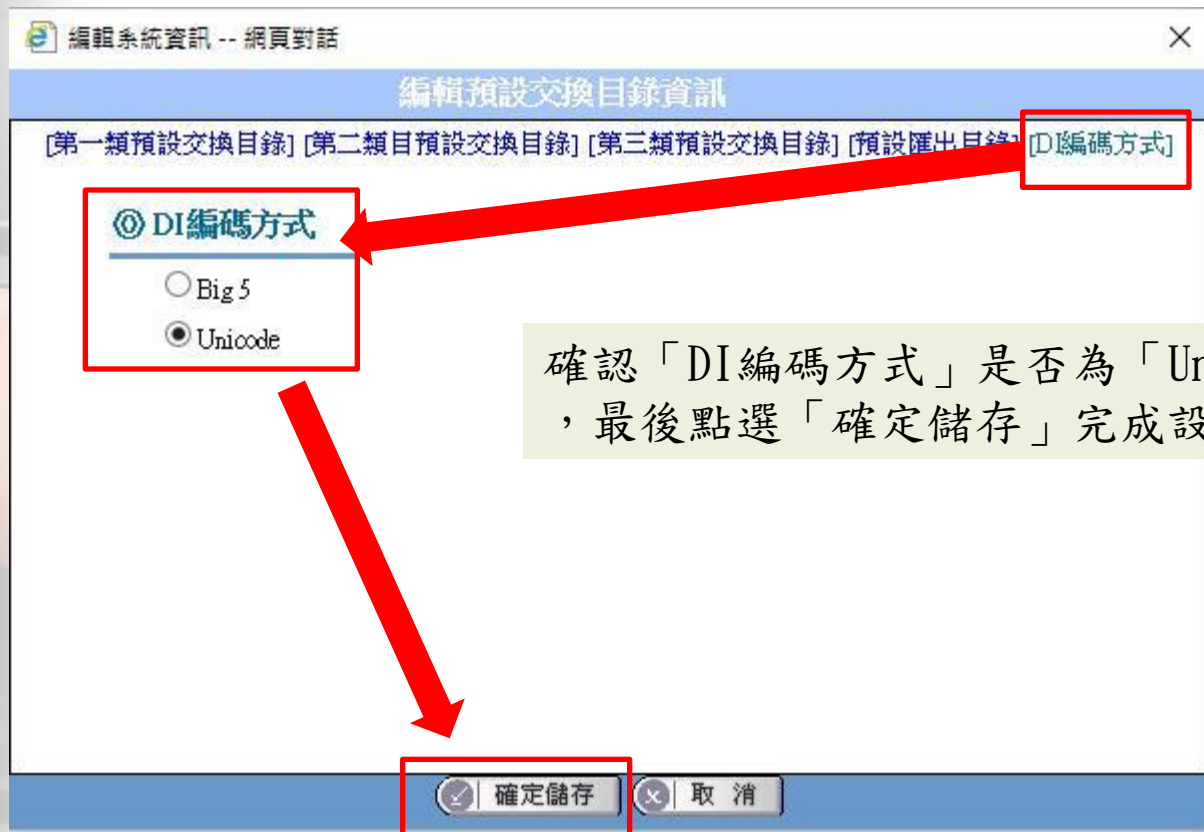 編輯系統資訊 -- 網頁對話
編輯預設交換目錄資訊
[第一類預設交換目錄] [第二類目預設交換目錄] [第三類預設交換目錄] [預設匯出目錄] [DI編碼方式]
DI編碼方式
Big 5
Unicode
確認「DI編碼方式」是否為「Un
，最後點選「確定儲存」完成設
確定儲存 取 消